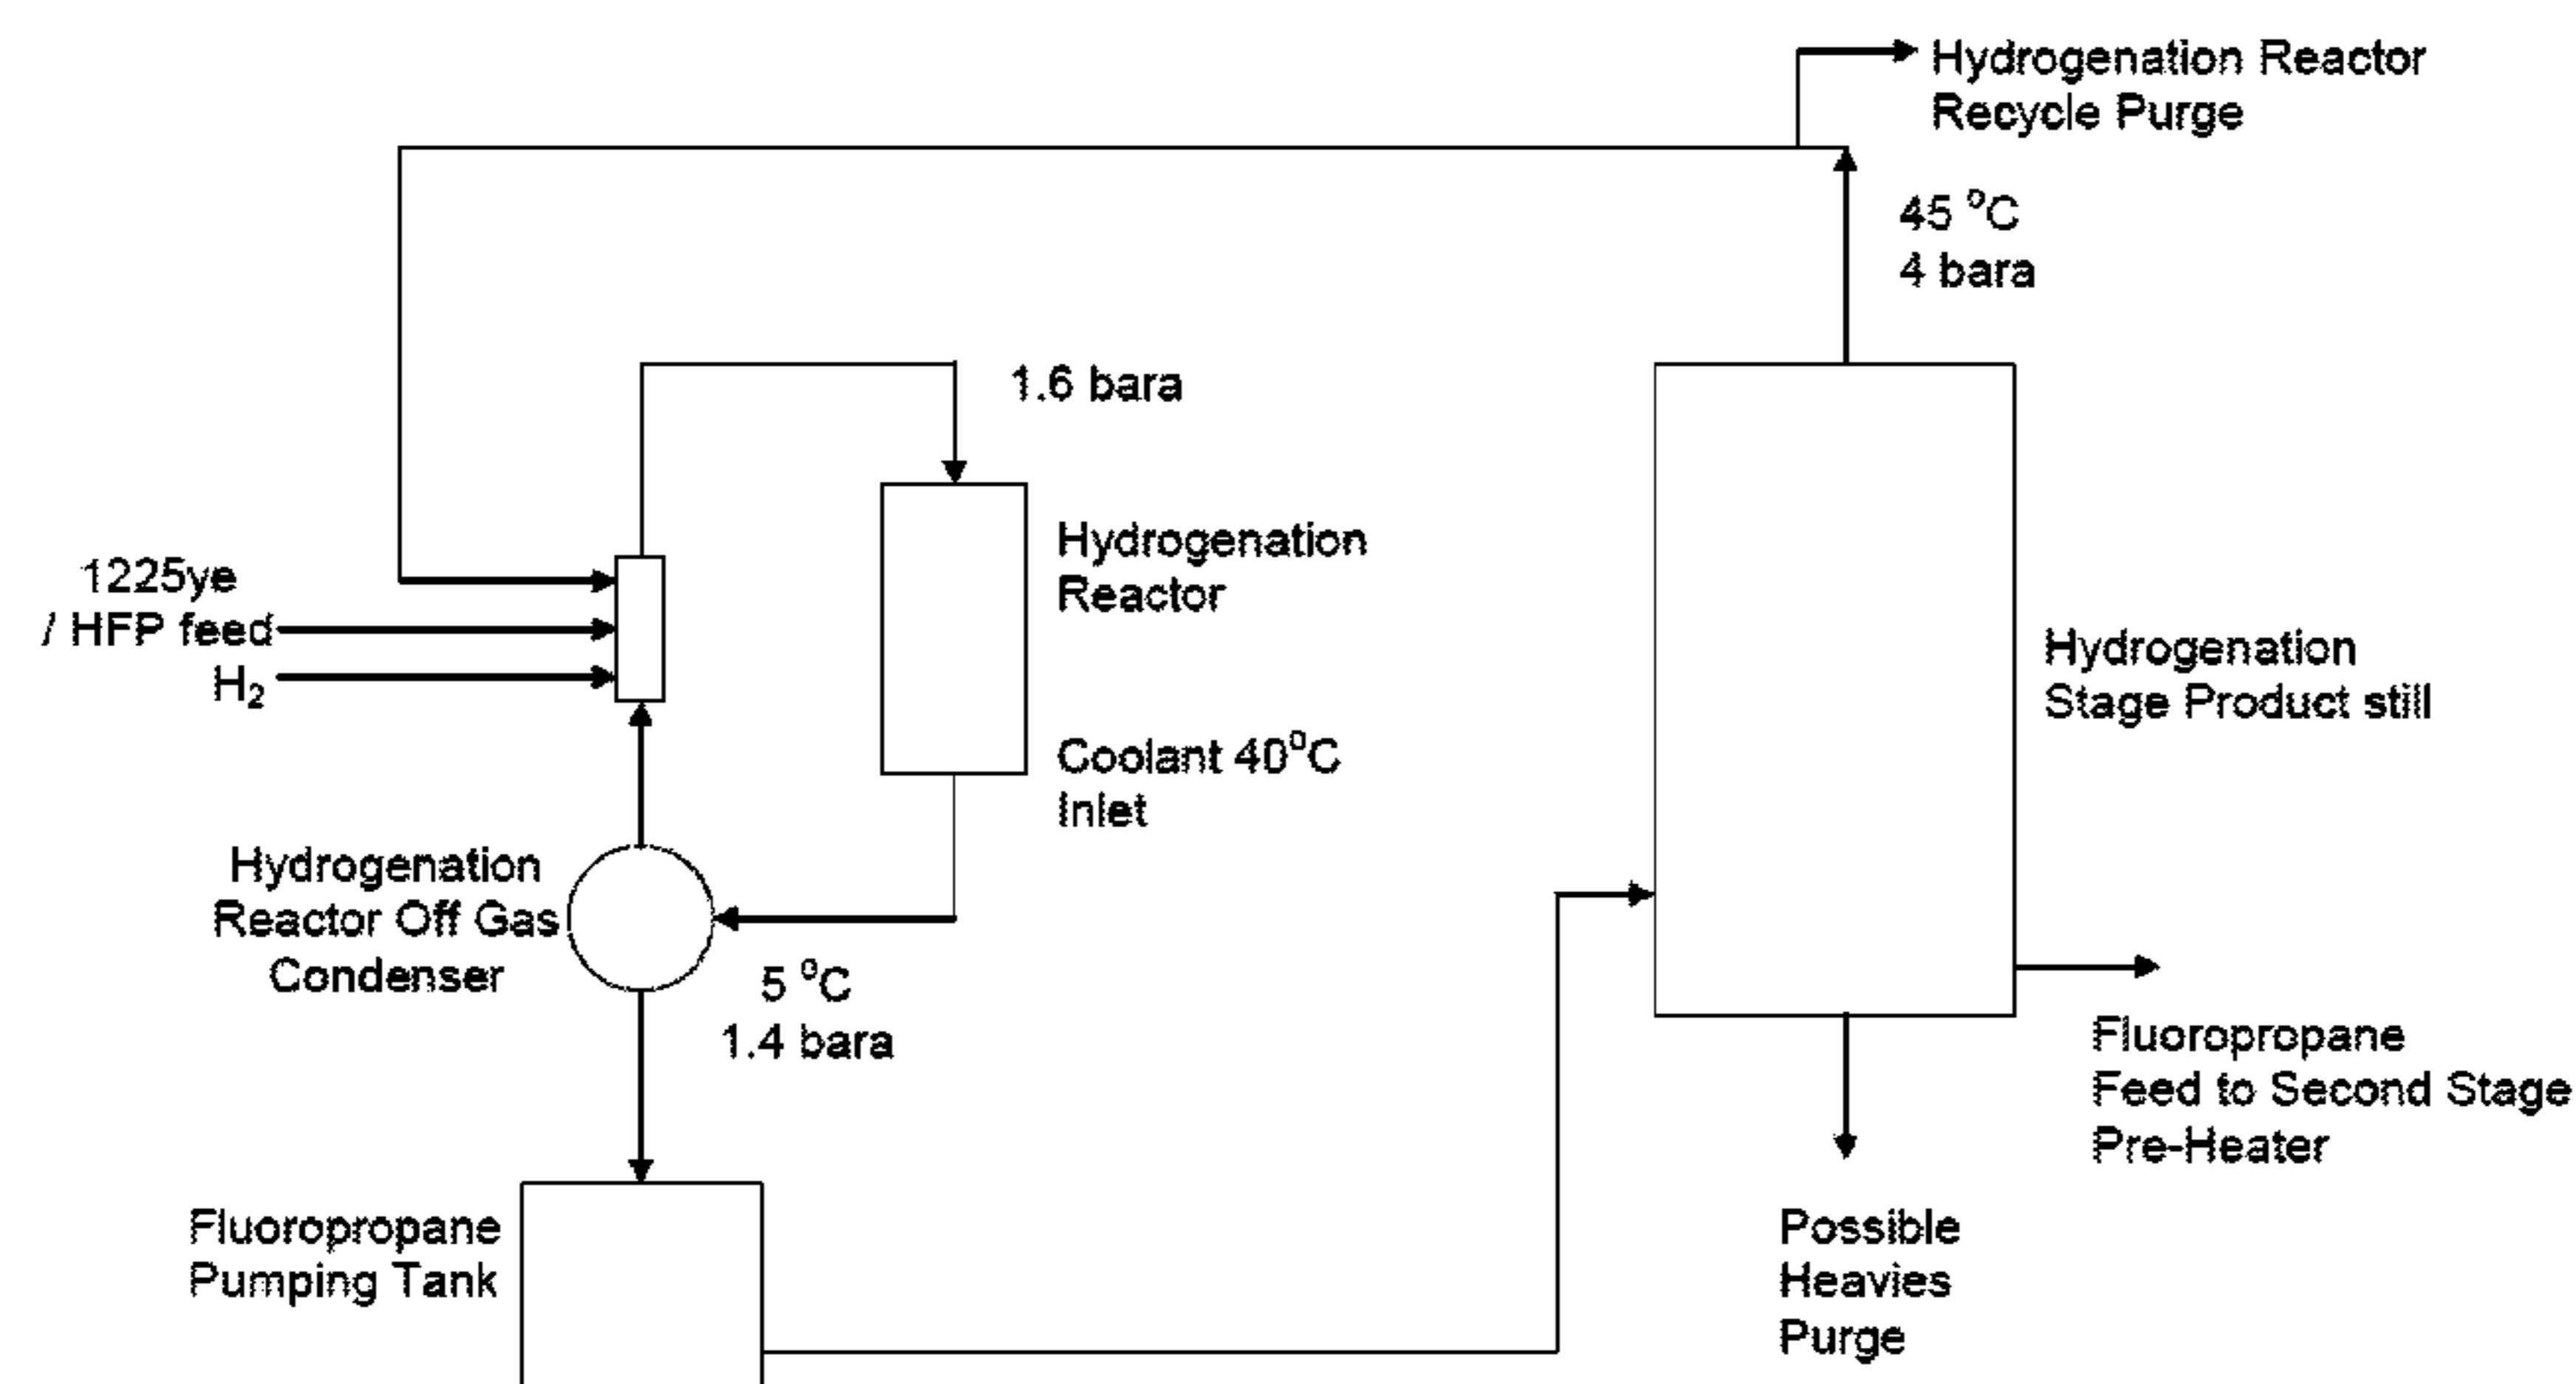 Hydrogenation Reactor
Recycle Purge
45 °C
4 bara
1.6 bara
Hydrogenation
Reactor
1225ye
/ HFP feed
H₂
Hydrogenation
Stage Product still
Coolant 40°C
Inlet
Hydrogenation
Reactor Off Gas
Condenser
5 °C
1.4 bara
Fluoropropane
Feed to Second Stage
Pre-Heater
Fluoropropane
Pumping Tank
Possible
Heavies
Purge